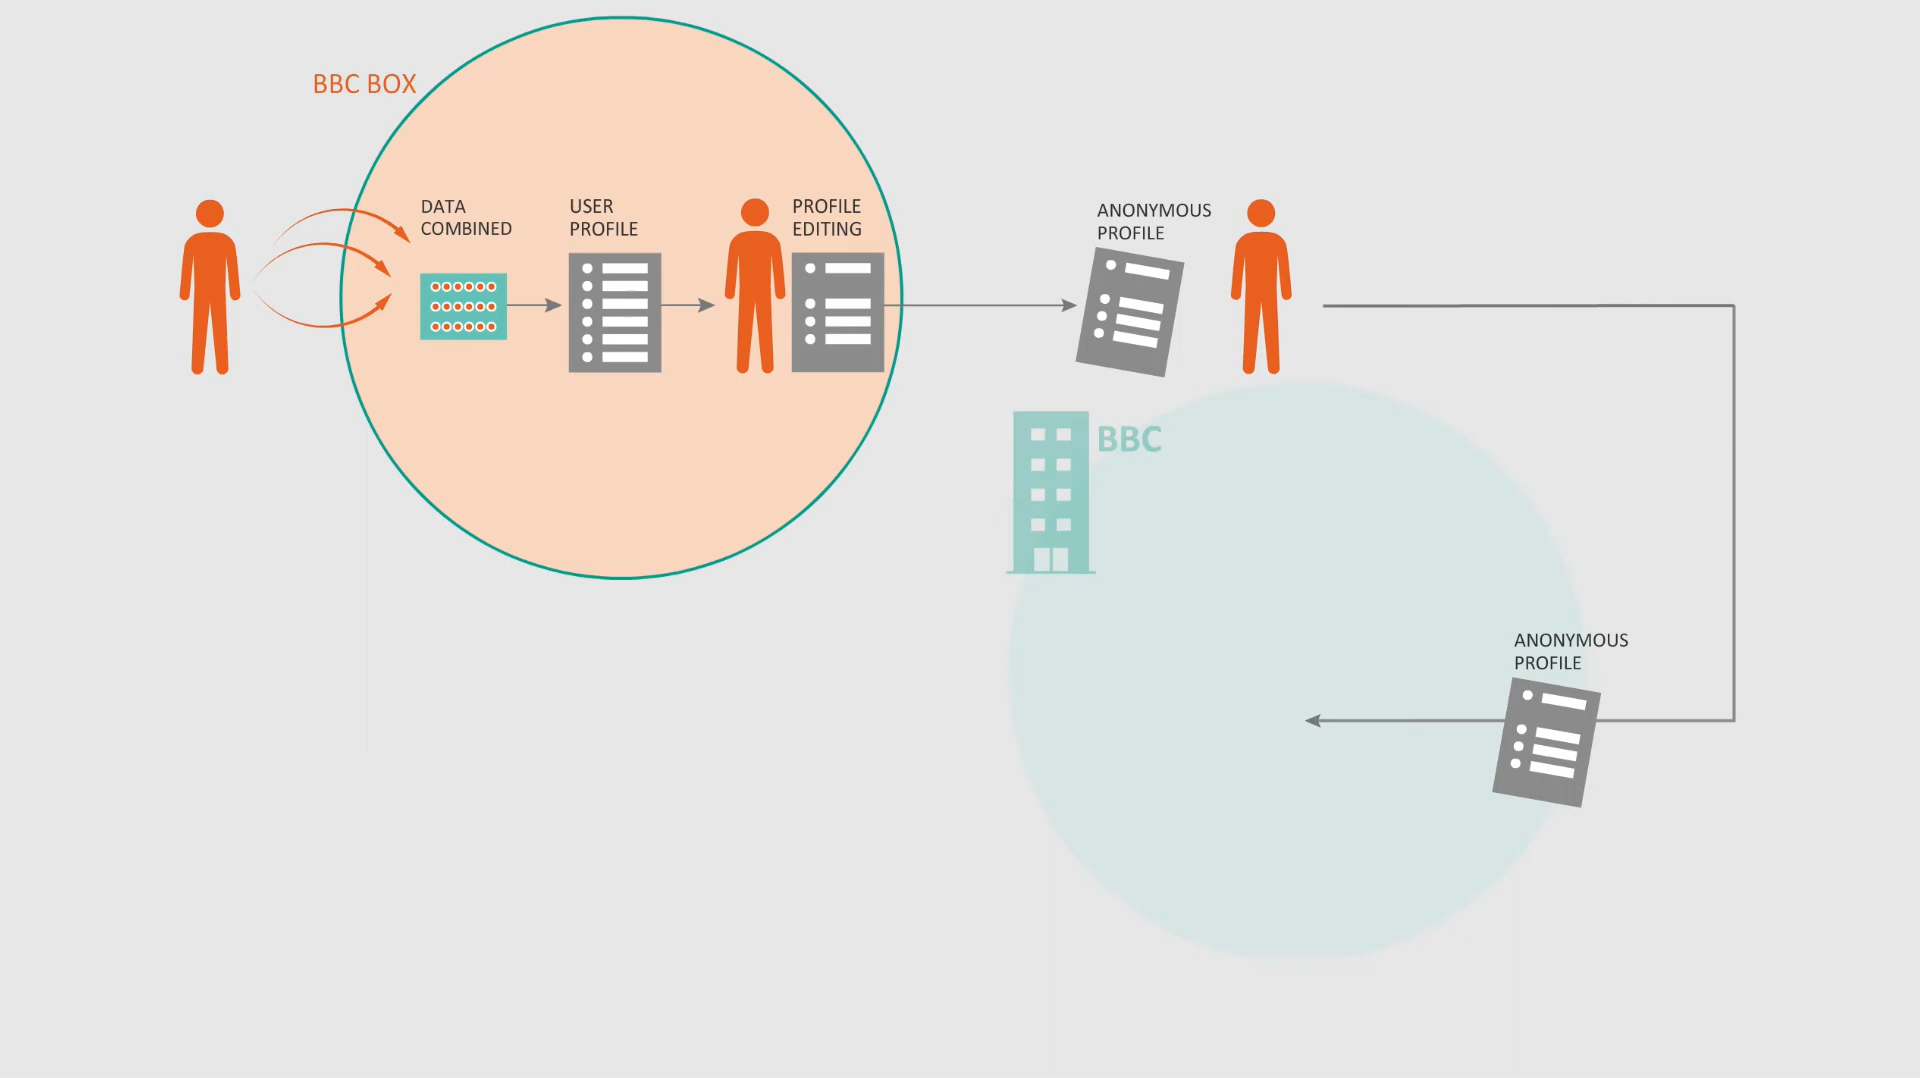 BBC BOX
DATA
COMBINED
USER
PROFILE
PROFILE
EDITING
ANONYMOUS
PROFILE
BBC
ANONYMOUS
PROFILE